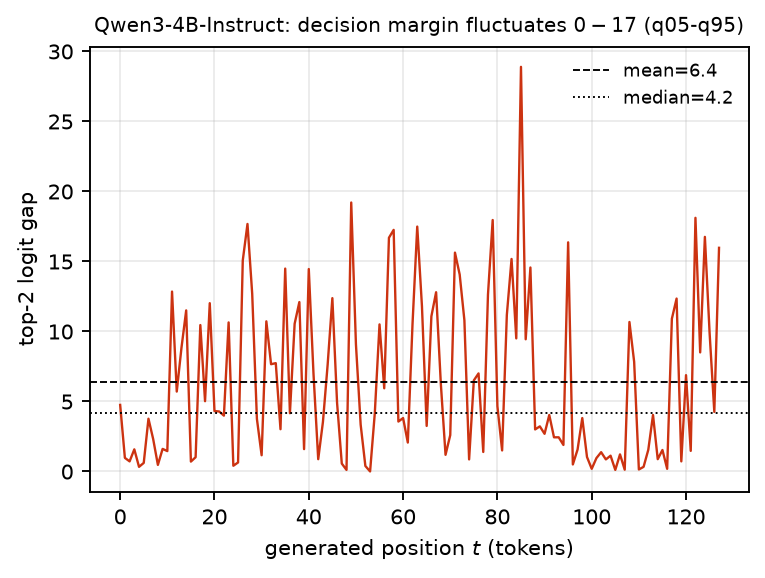 Qwen3-4B-Instruct: decision margin fluctuates 0 − 17 (q05-q95)
mean=6.4
median=4.2
top-2 logit gap
30
25
20
15
10
5
0
0 20 40 60 80 100 120
generated position t (tokens)